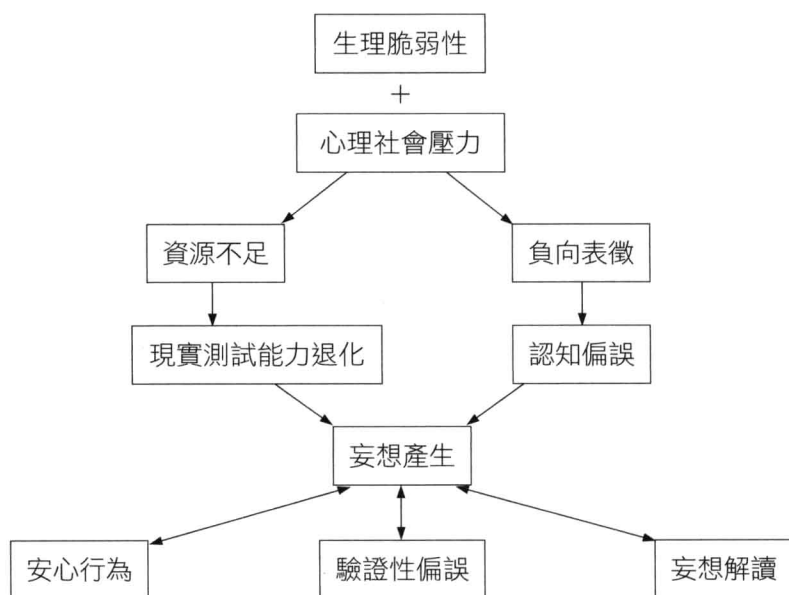 生理脆弱性
+
心理社會壓力
資源不足
負向表徵
現實測試能力退化
認知偏誤
妄想產生
安心行為
驗證性偏誤
妄想解讀